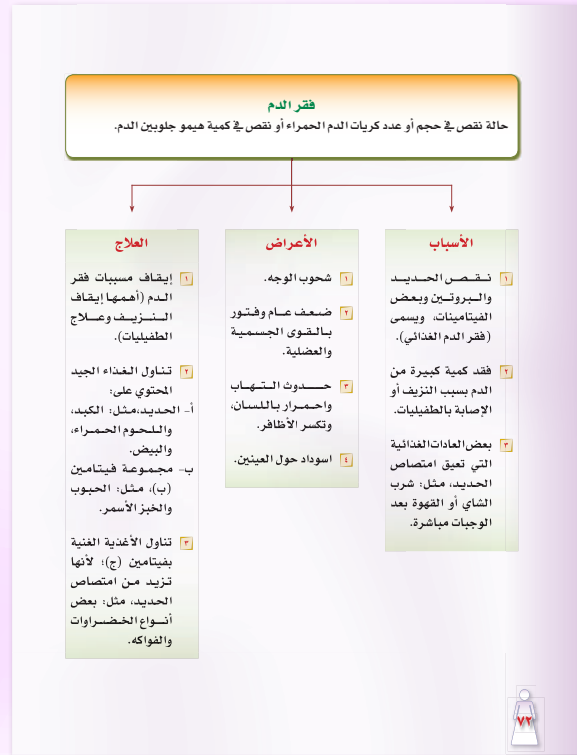 فقر الدم
حالة نقص في حجم أو عدد كريات الدم الحمراء أو نقص في كمية هيمو جلوبين الدم.
الأسباب
١ نقص الحديد
والبروتين وبعض
الفيتامينات، ويسمى
(فقر الدم الغذائي).
٢ فقد كمية كبيرة من
الدم بسبب النزيف أو
الإصابة بالطفيليات.
٣ بعض العادات الغذائية
التي تعيق امتصاص
الحديد، مثل: شرب
الشاي أو القهوة بعد
الوجبات مباشرة.
الأعراض
١ شحوب الوجه.
٢ ضعف عام وفتور
بالقوى الجسمية
والعضلية.
٣ حدوث التهاب
واحمرار باللسان،
وتكسر الأظافر.
٤ اسوداد حول العينين.
العلاج
١ إيقاف مسببات فقر
الدم (أهمها إيقاف
النزيف وعلاج
الطفيليات).
٢ تناول الغذاء الجيد
المحتوي على:
أ- الحديد،مثل: الكبد،
واللحوم الحمراء،
والبيض.
ب- مجموعة فيتامين
(ب)، مثل: الحبوب
والخبز الأسمر.
٣ تناول الأغذية الغنية
بفيتامين (ج)؛ لأنها
تزيد من امتصاص
الحديد، مثل: بعض
أنواع الخضراوات
والفواكه.
٧٢